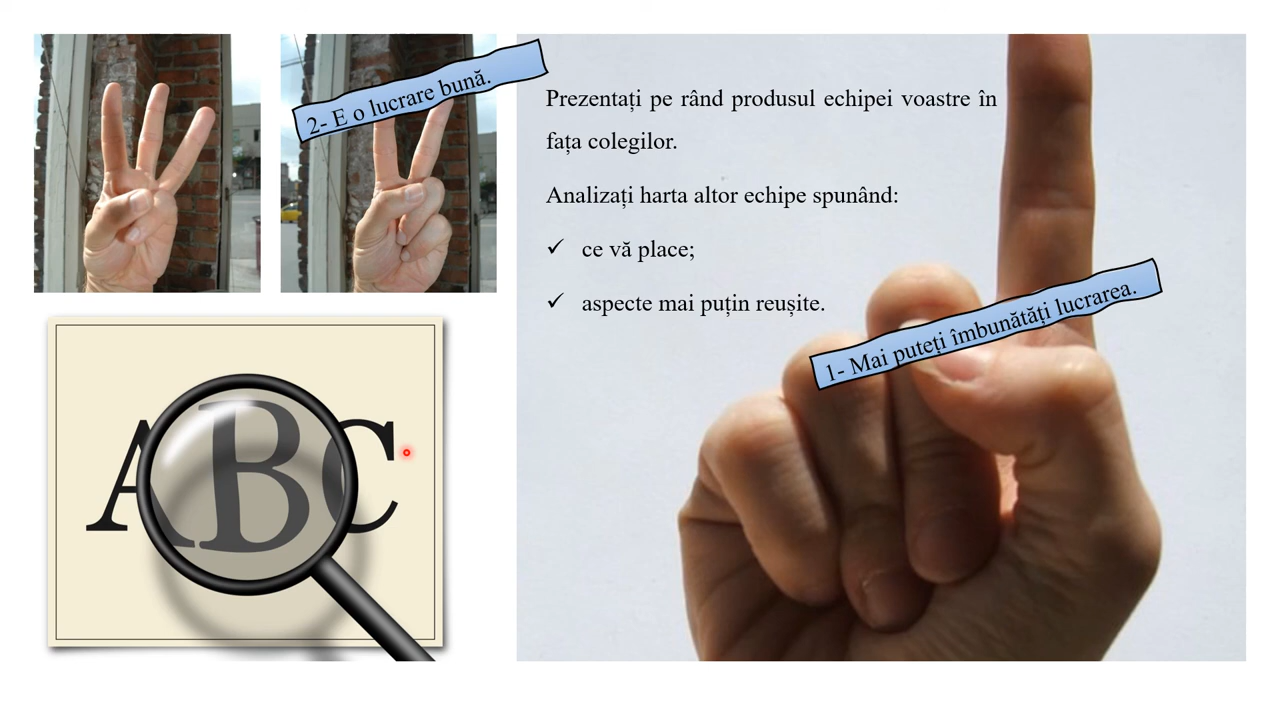 2- E o lucrare bună.
Prezentați pe rând produsul echipei voastre în
fața colegilor.
Analizați harta altor echipe spunând:
✓ ce vă place;
✓ aspecte mai puțin reușite.
1- Mai puteți îmbunătăți lucrarea.
ABC